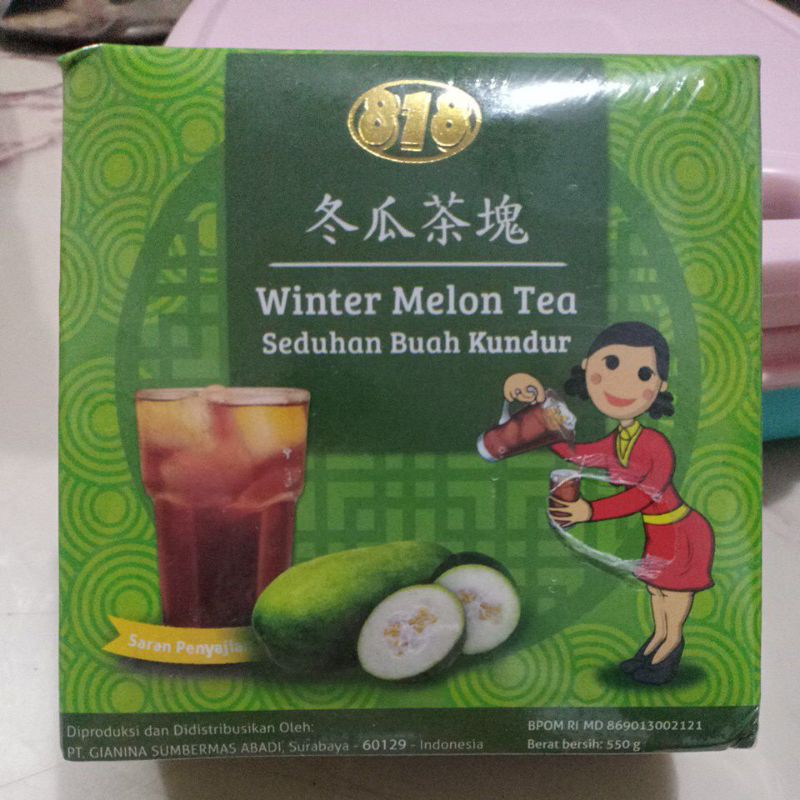 818
冬瓜茶塊
Winter Melon Tea
Seduhan Buah Kundur
Saran Penyajian
Diproduksi dan Didistribusikan Oleh:
PT. GIANINA SUMBERMAS ABADI, Surabaya - 60129 - Indonesia
BPOM RI MD 869013002121
Berat bersih: 550 g